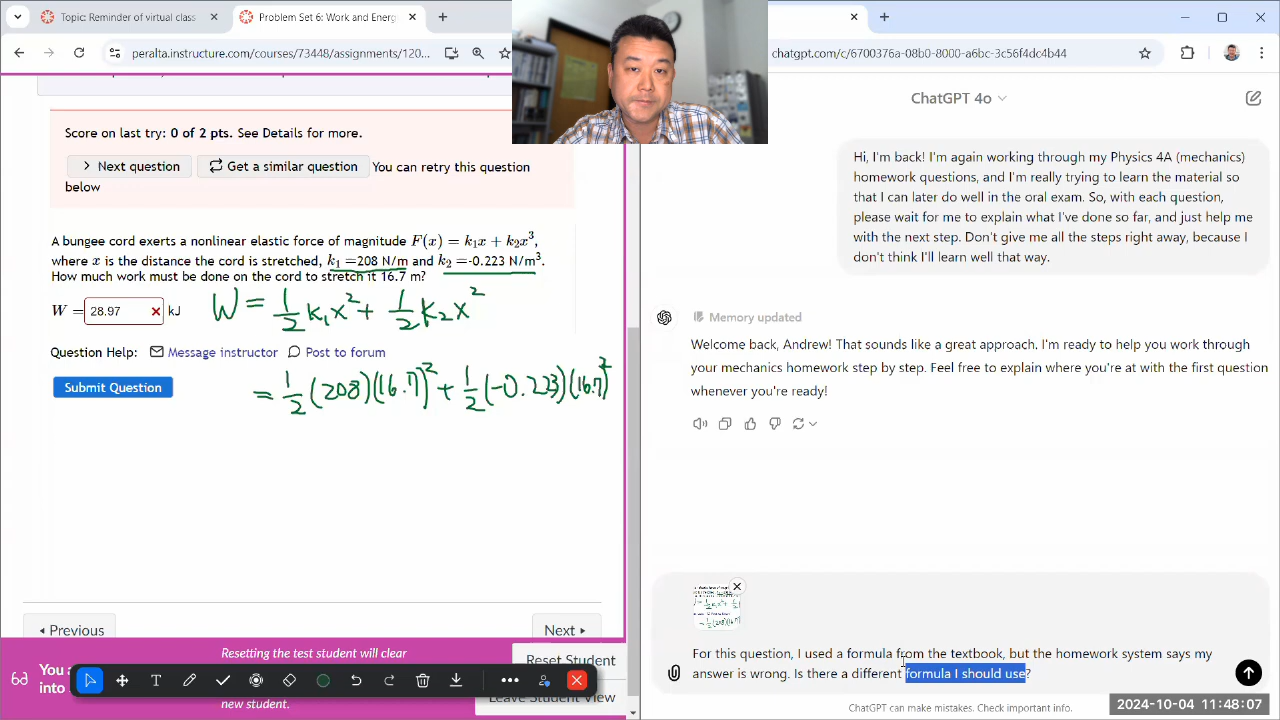 Topic: Reminder of virtual class
Problem Set 6: Work and Energ
peralta.instructure.com/73448/assignments/120...
chatgpt.com/c/6700376a-08b0-8000-a6bc-3c56f4dc4b44
Score on last try: 0 of 2 pts. See Details for more.
Next question
Get a similar question
You can retry this question
below
A bungee cord exerts a nonlinear elastic force of magnitude F(x) = k₁x + k₂x³,
where x is the distance the cord is stretched, k₁ =208 N/m and k₂ =-0.223 N/m³.
How much work must be done on the cord to stretch it 16.7 m?
W = 28.97 kJ
W = 1/2 k₁x² + 1/2 k₂x²
= 1/2 (208)(16.7)² + 1/2 (-0.223)(16.7)²
Question Help: Message instructor Post to forum
Submit Question
Previous
Next
You a
into
Resetting the test student will clear
new student.
Reset Student
Leave Student View
ChatGPT 4o
Hi, I'm back! I'm again working through my Physics 4A (mechanics)
homework questions, and I'm really trying to learn the material so
that I can later do well in the oral exam. So, with each question,
please wait for me to explain what I've done so far, and just help me
with the next step. Don't give me all the steps right away, because I
don't think I'll learn well that way.
Memory updated
Welcome back, Andrew! That sounds like a great approach. I'm ready to help you work through
your mechanics homework step by step. Feel free to explain where you're at with the first question
whenever you're ready!
For this question, I used a formula from the textbook, but the homework system says my
answer is wrong. Is there a different formula I should use?
ChatGPT can make mistakes. Check important info.
2024-10-04 11:48:07